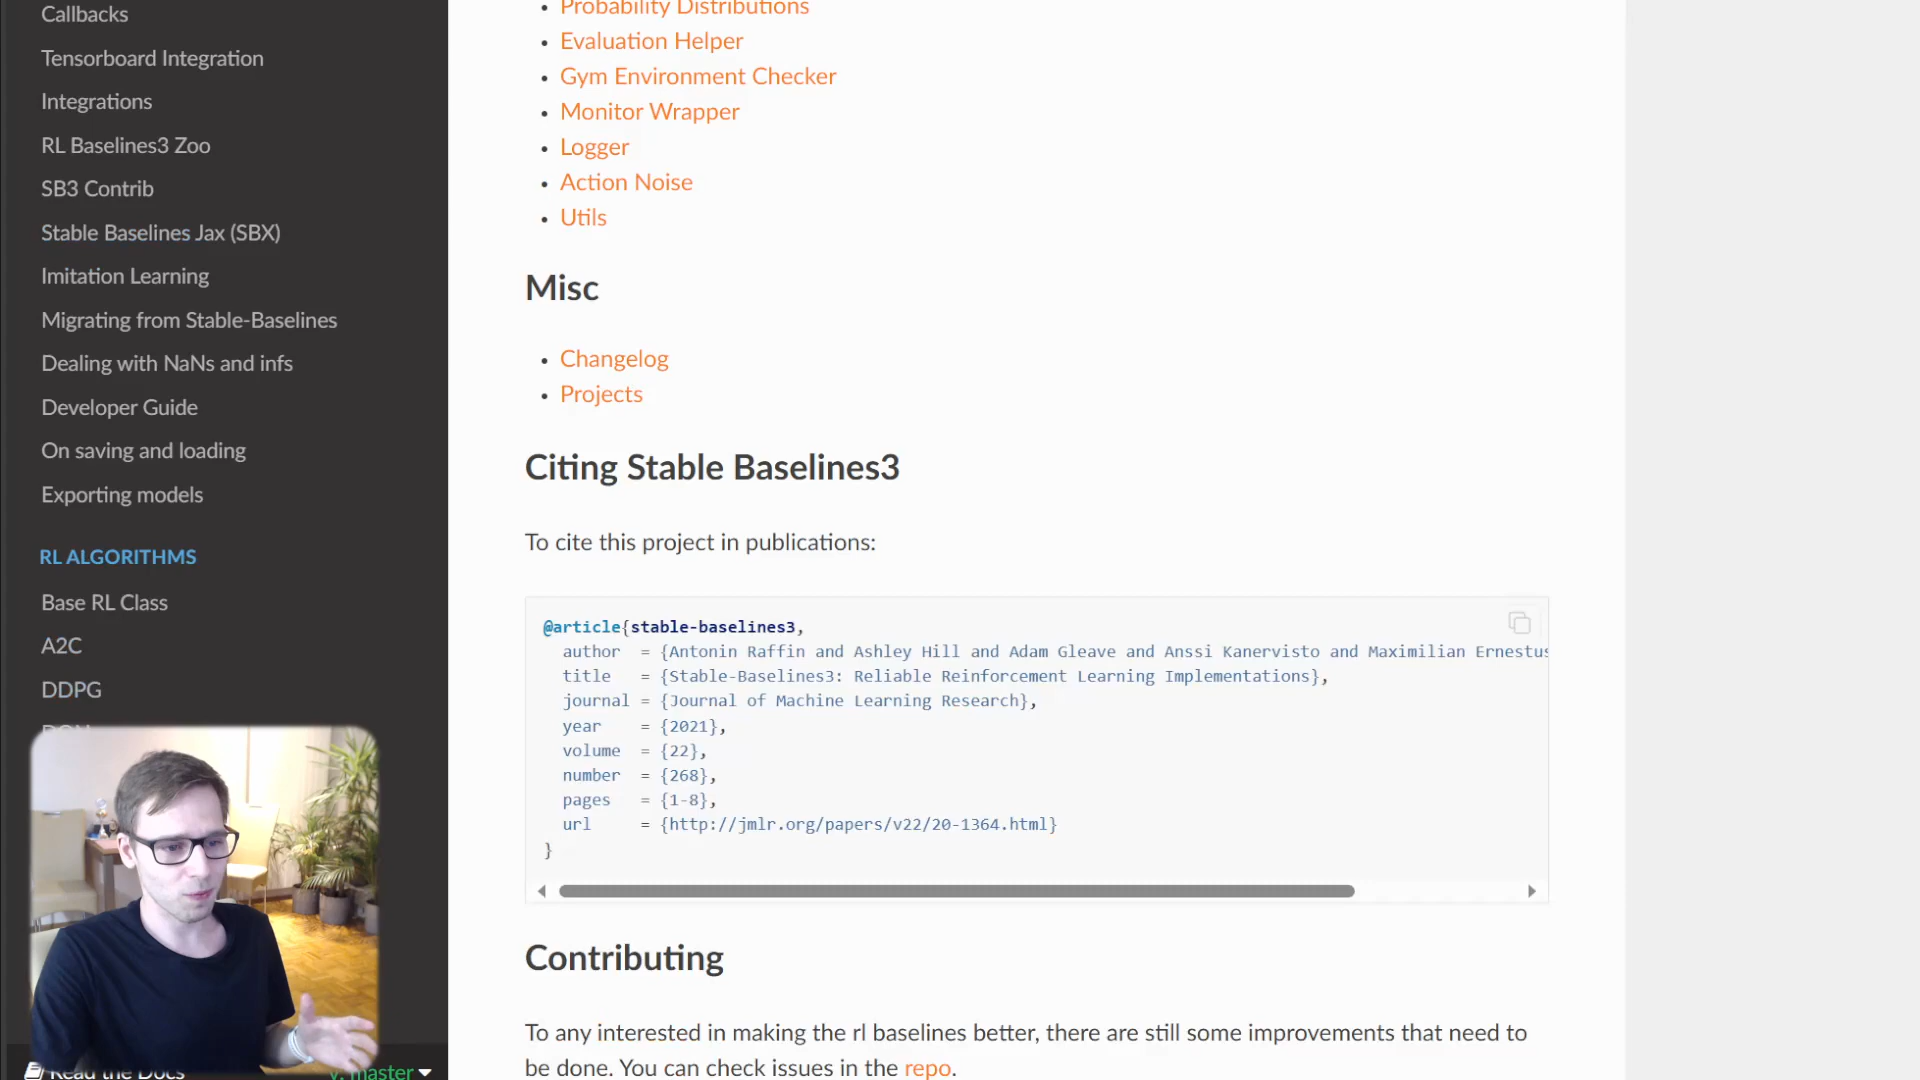 Callbacks
Tensorboard Integration
Integrations
RL Baselines3 Zoo
SB3 Contrib
Stable Baselines Jax (SBX)
Imitation Learning
Migrating from Stable-Baselines
Dealing with NaNs and infs
Developer Guide
On saving and loading
Exporting models
RL ALGORITHMS
Base RL Class
A2C
DDPG
DQN
Read the Docs
v: master
Probability Distributions
Evaluation Helper
Gym Environment Checker
Monitor Wrapper
Logger
Action Noise
Utils
Misc
Changelog
Projects
Citing Stable Baselines3
To cite this project in publications:
@article{stable-baselines3,
author = {Antonin Raffin and Ashley Hill and Adam Gleave and Anssi Kanervisto and Maximilian Ernestus
title = {Stable-Baselines3: Reliable Reinforcement Learning Implementations},
journal = {Journal of Machine Learning Research},
year = {2021},
volume = {22},
number = {268},
pages = {1-8},
url = {http://jmlr.org/papers/v22/20-1364.html}
}
Contributing
To any interested in making the rl baselines better, there are still some improvements that need to
be done. You can check issues in the repo.